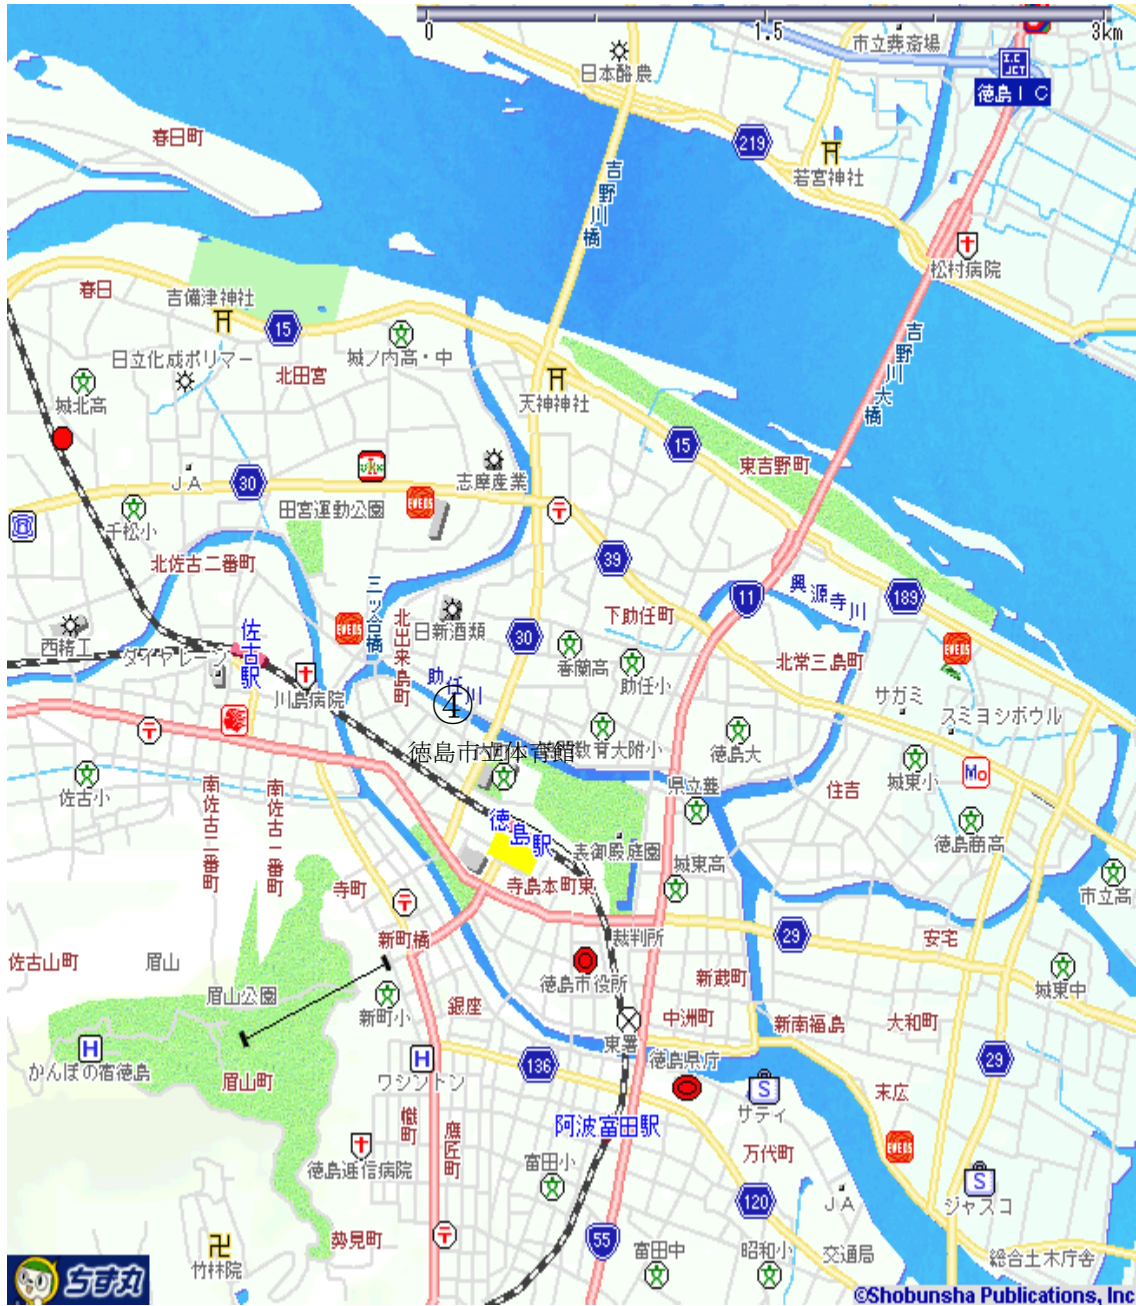 0
1.5
3km
市立葬斎場
日本酪農
I.C
JCT
徳島IC
春日町
219
若宮神社
吉野川橋
松村病院
春日
吉備津神社
15
城ノ内高・中
日立化成ポリマー
北田宮
城北高
天神神社
吉野川大橋
15
東吉野町
志摩産業
JA
30
田宮運動公園
ENEOS
千松小
北佐古二番町
39
三ツ合橋
11
興源寺川
189
北出来島町
日新酒類
下助任町
30
ENEOS
西精工
佐古駅
ダイヤレーン
香蘭高
助任小
北常三島町
ENEOS
川島病院
助任川
④
サガミ
スミヨシボウル
徳島市立体育館
教育大附小
徳島大
城東小
Mo
佐古小
南佐古二番町
南佐古一番町
住吉
徳島商高
徳島駅
表御殿庭園
城東高
市立高
寺町
寺島本町東
新町橋
裁判所
29
安宅
佐古山町
眉山
徳島市役所
新蔵町
城東中
眉山公園
新町小
銀座
中洲町
新南福島
大和町
東署
H
かんぽの宿徳島
H
ワシントン
136
徳島県庁
29
眉山町
S
サティ
末広
阿波富田駅
鷹匠町
徳島逓信病院
富田小
万代町
ENEOS
120
JA
S
ジャスコ
勢見町
55
富田中
昭和小
交通局
総合土木庁舎
竹林院
ちず丸
©Shobunsha Publications, Inc